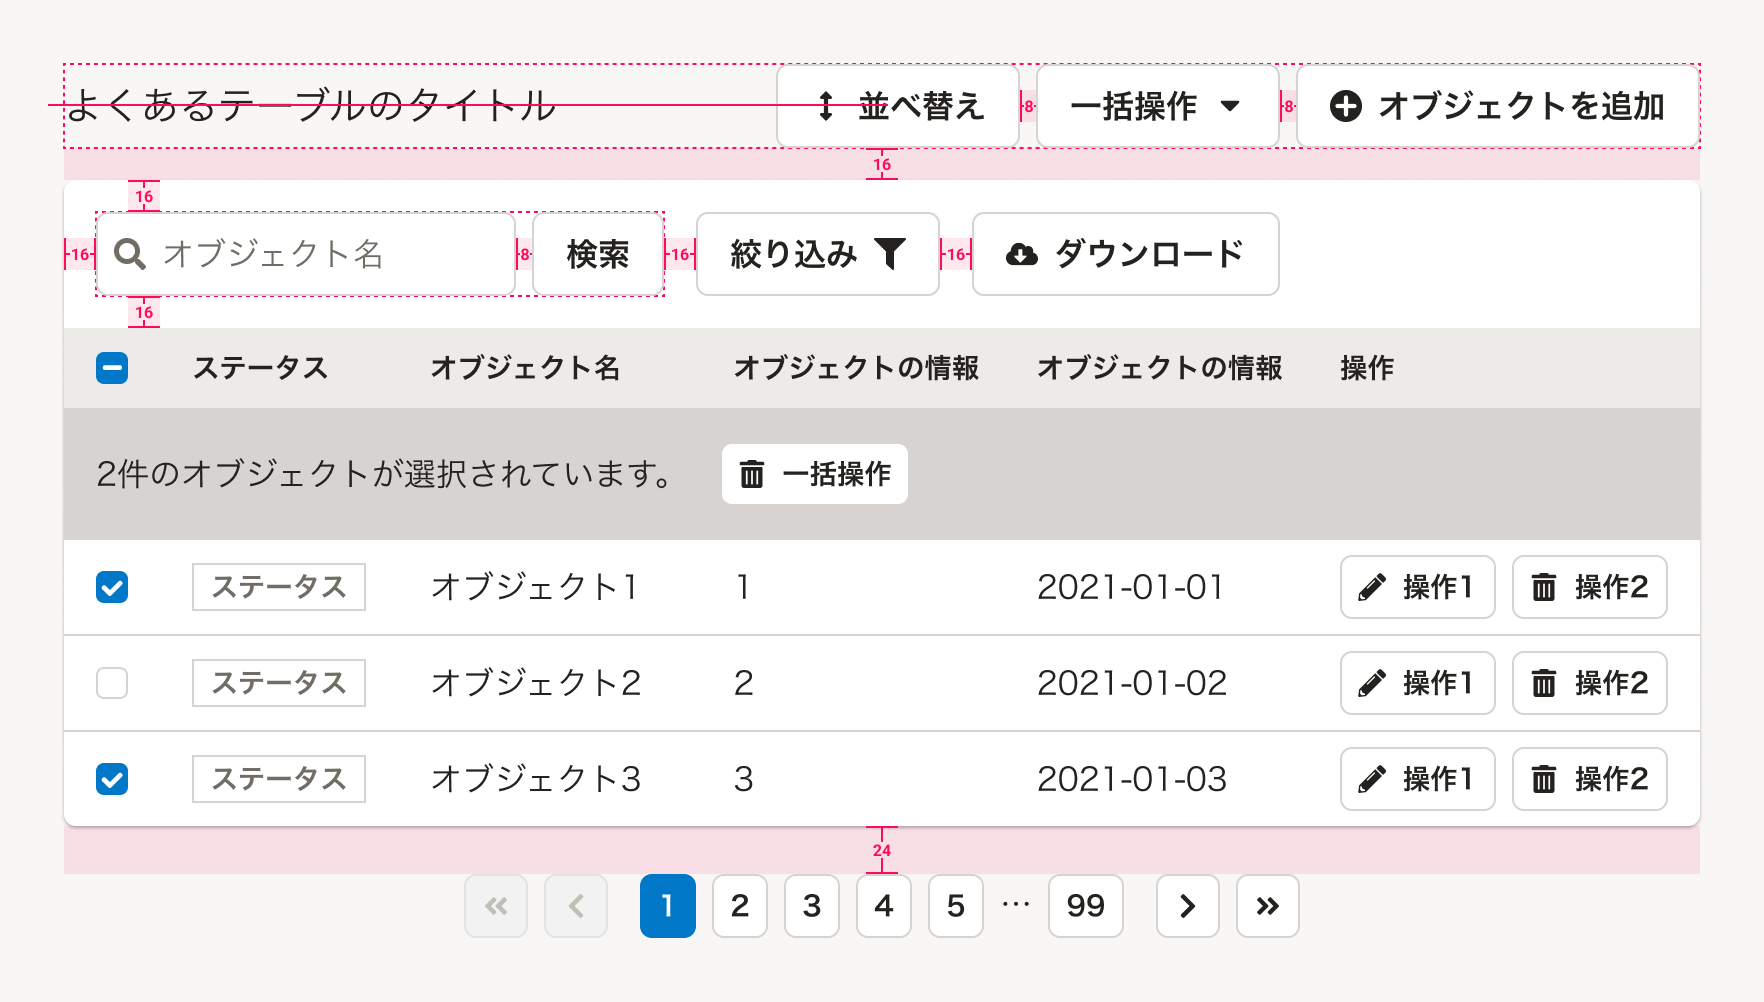 よくあるテーブルのタイトル 並べ替え 8 一括操作 8 オブジェクトを追加
16
16
16 オブジェクト名 8 検索 16 絞り込み 16 ダウンロード
16
ステータス オブジェクト名 オブジェクトの情報 オブジェクトの情報 操作
2件のオブジェクトが選択されています。 一括操作
ステータス オブジェクト1 1 2021-01-01 操作1 操作2
ステータス オブジェクト2 2 2021-01-02 操作1 操作2
ステータス オブジェクト3 3 2021-01-03 操作1 操作2
24
1 2 3 4 5 … 99